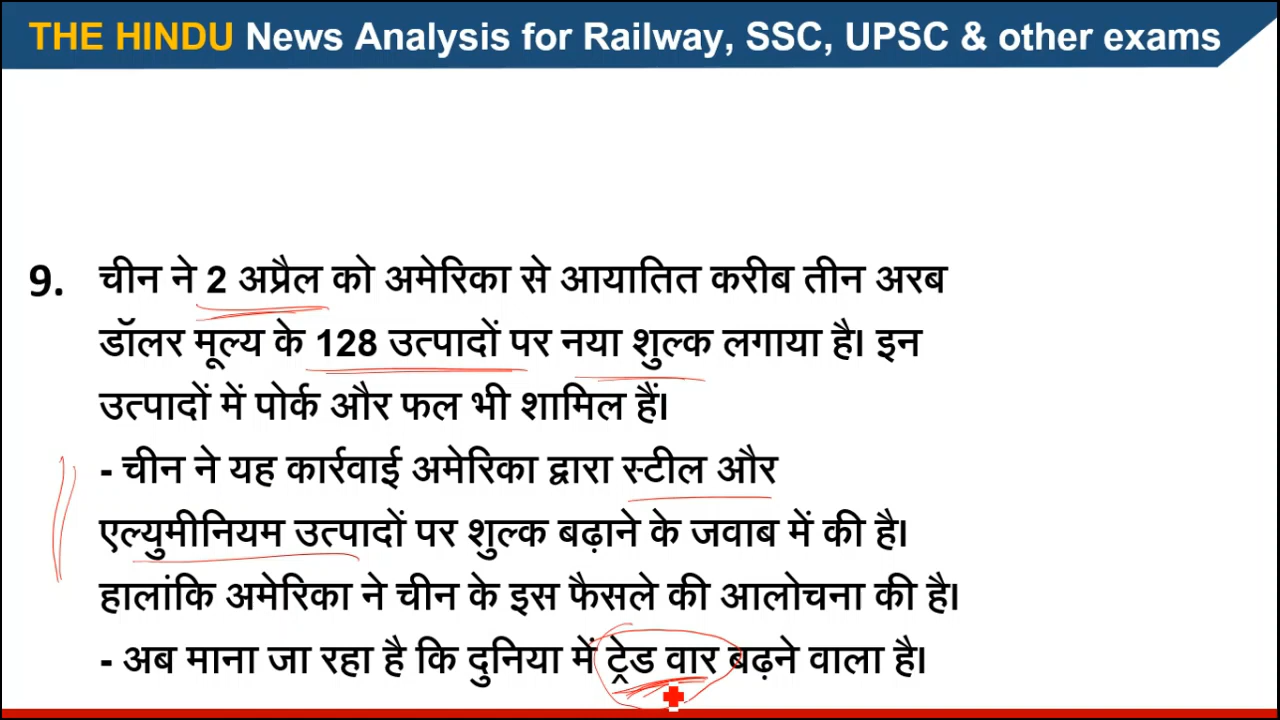 THE HINDU News Analysis for Railway, SSC, UPSC & other exams
9. चीन ने 2 अप्रैल को अमेरिका से आयातित करीब तीन अरब
डॉलर मूल्य के 128 उत्पादों पर नया शुल्क लगाया है। इन
उत्पादों में पोर्क और फल भी शामिल हैं।
- चीन ने यह कार्रवाई अमेरिका द्वारा स्टील और
एल्युमीनियम उत्पादों पर शुल्क बढ़ाने के जवाब में की है।
हालांकि अमेरिका ने चीन के इस फैसले की आलोचना की है।
- अब माना जा रहा है कि दुनिया में ट्रेड वार बढ़ने वाला है।